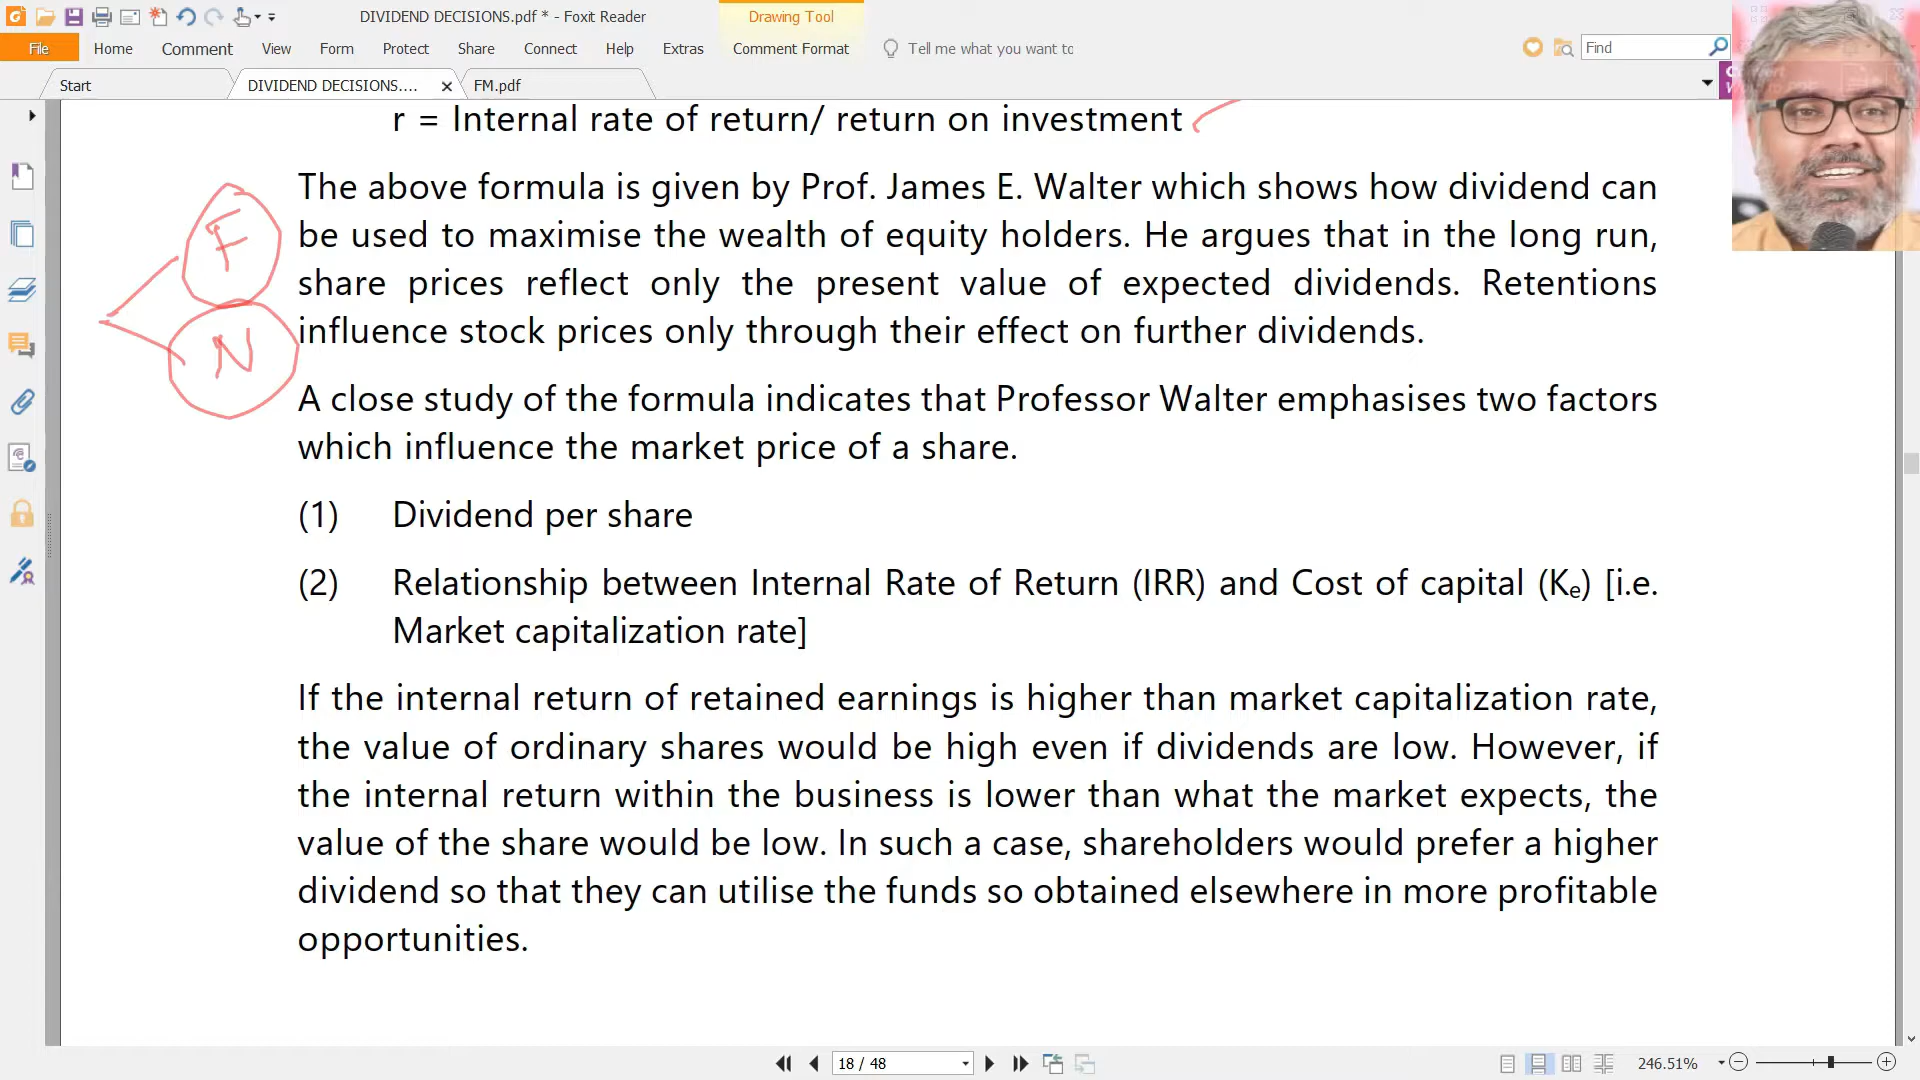 DIVIDEND DECISIONS.pdf * - Foxit Reader
Drawing Tool
File Home Comment View Form Protect Share Connect Help Extras Comment Format Tell me what you want to Find
Start DIVIDEND DECISIONS.... FM.pdf
r = Internal rate of return/ return on investment
The above formula is given by Prof. James E. Walter which shows how dividend can
be used to maximise the wealth of equity holders. He argues that in the long run,
share prices reflect only the present value of expected dividends. Retentions
influence stock prices only through their effect on further dividends.
F
N
A close study of the formula indicates that Professor Walter emphasises two factors
which influence the market price of a share.
(1) Dividend per share
(2) Relationship between Internal Rate of Return (IRR) and Cost of capital (Ke) [i.e.
Market capitalization rate]
If the internal return of retained earnings is higher than market capitalization rate,
the value of ordinary shares would be high even if dividends are low. However, if
the internal return within the business is lower than what the market expects, the
value of the share would be low. In such a case, shareholders would prefer a higher
dividend so that they can utilise the funds so obtained elsewhere in more profitable
opportunities.
18 / 48
246.51%